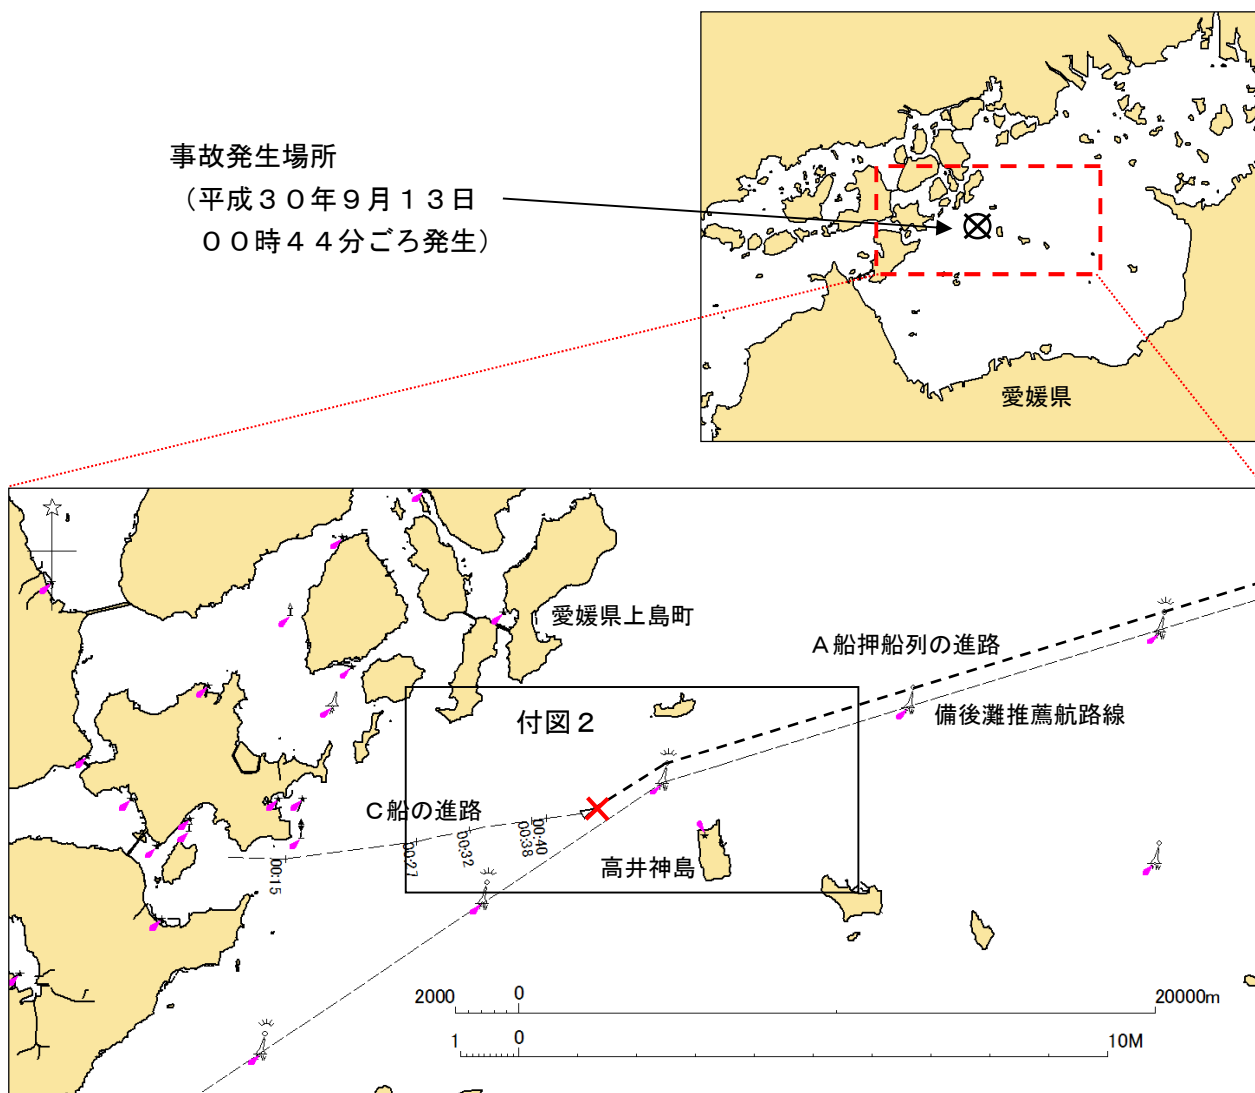 事故発生場所
（平成３０年９月１３日
００時４４分ごろ発生）
愛媛県
愛媛県上島町
Ａ船押船列の進路
備後灘推薦航路線
付図２
Ｃ船の進路
高井神島
00:15
00:27
00:32
00:38
00:40
2000 0 20000m
1 0 10M